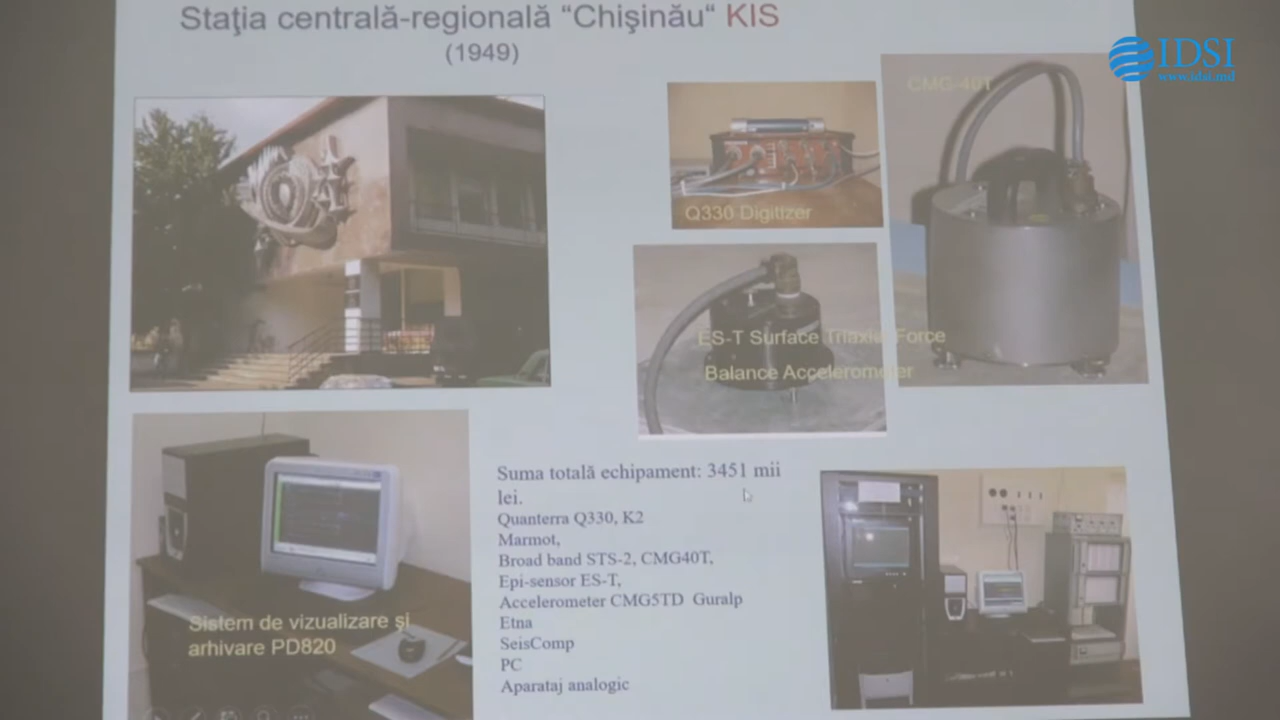 Staţia centrală-regională “Chişinău“ KIS
(1949)
IDSI
www.idsi.md
CMG-40T
Q330 Digitizer
ES-T Surface Triaxial Force
Balance Accelerometer
Sistem de vizualizare şi
arhivare PD820
Suma totală echipament: 3451 mii
lei.
Quanterra Q330, K2
Marmot,
Broad band STS-2, CMG40T,
Epi-sensor ES-T,
Accelerometer CMG5TD Guralp
Etna
SeisComp
PC
Aparataj analogic